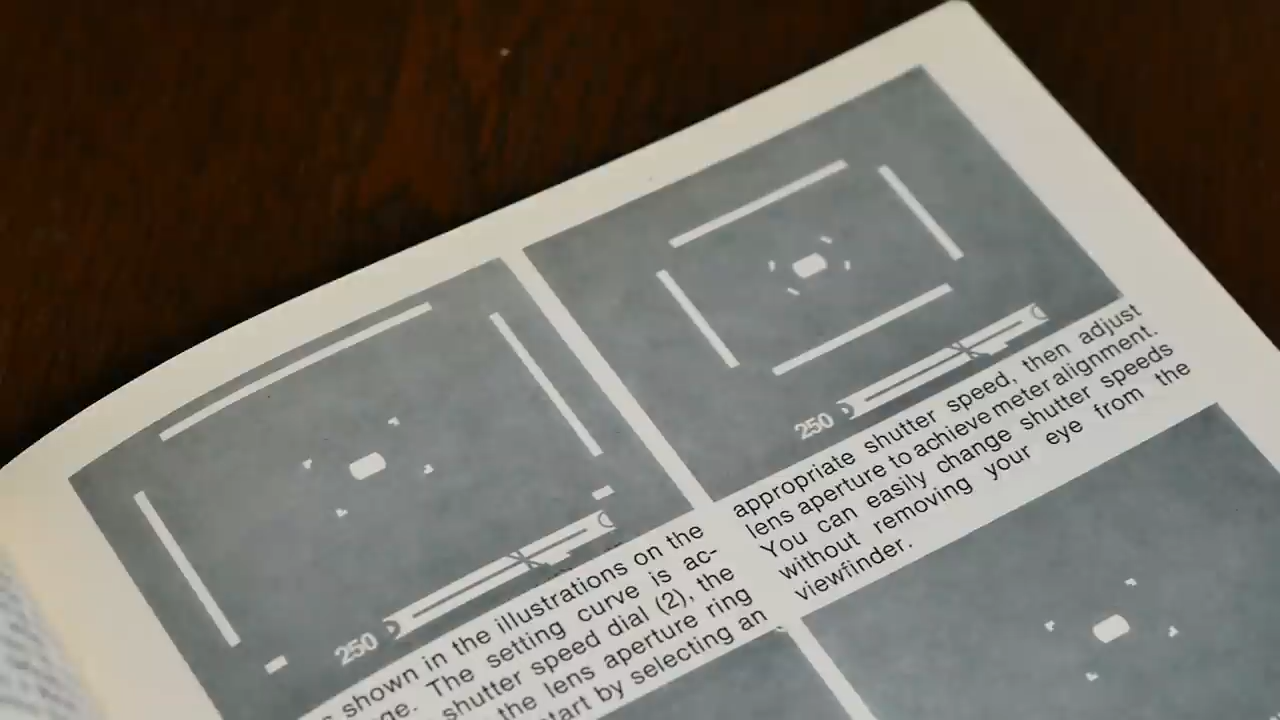 250
250
shown in the illustrations on the
The setting curve is ac-
shutter speed dial (2), the
the lens aperture ring
by selecting an
appropriate shutter speed, then adjust
lens aperture to achieve meter alignment.
You can easily change shutter speeds
without removing your eye from the
viewfinder.